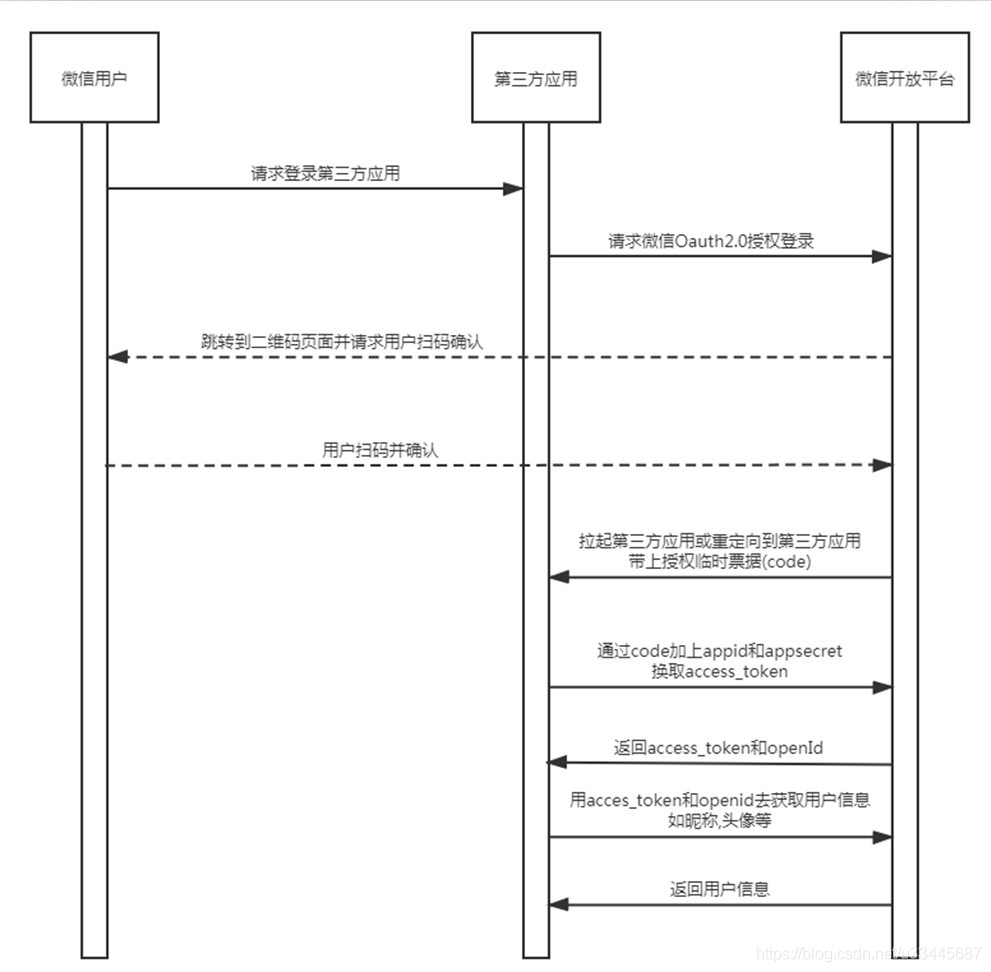 微信用户
第三方应用
微信开放平台
请求登录第三方应用
请求微信Oauth2.0授权登录
跳转到二维码页面并请求用户扫码确认
用户扫码并确认
拉起第三方应用或重定向到第三方应用
带上授权临时票据(code)
通过code加上appid和appsecret
换取access_token
返回access_token和openId
用acces_token和openid去获取用户信息
如昵称,头像等
返回用户信息
https://blog.csdn.net/u33445687